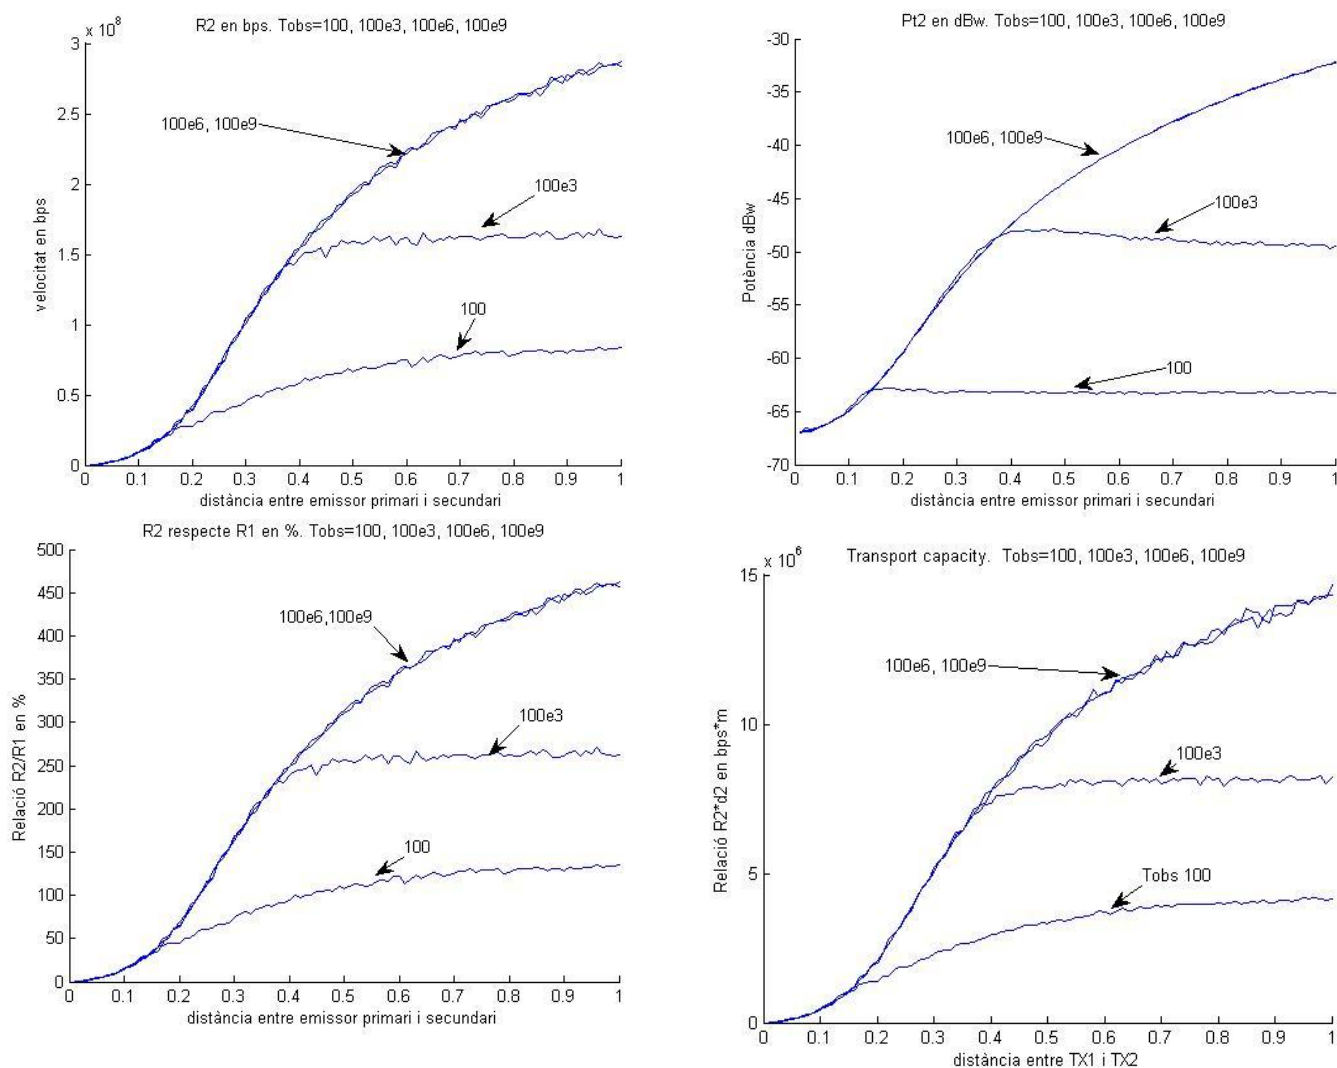 R2 en bps. Tobs=100, 100e3, 100e6, 100e9
x 10^8
3
2.5
2
1.5
1
0.5
0
velocitat en bps
100e6, 100e9
100e3
100
0 0.1 0.2 0.3 0.4 0.5 0.6 0.7 0.8 0.9 1
distància entre emissor primari i secundari
Pt2 en dBw. Tobs=100, 100e3, 100e6, 100e9
-30
-35
-40
-45
-50
-55
-60
-65
-70
Potència dBw
100e6, 100e9
100e3
100
0 0.1 0.2 0.3 0.4 0.5 0.6 0.7 0.8 0.9 1
distància entre emissor primari i secundari
R2 respecte R1 en %. Tobs=100, 100e3, 100e6, 100e9
500
450
400
350
300
250
200
150
100
50
0
Relació R2/R1 en %
100e6,100e9
100e3
100
0 0.1 0.2 0.3 0.4 0.5 0.6 0.7 0.8 0.9 1
distància entre emissor primari i secundari
Transport capacity. Tobs=100, 100e3, 100e6, 100e9
x 10^6
15
10
5
0
Relació R2*d2 en bps*m
100e6, 100e9
100e3
Tobs 100
0 0.1 0.2 0.3 0.4 0.5 0.6 0.7 0.8 0.9 1
distància entre TX1 i TX2